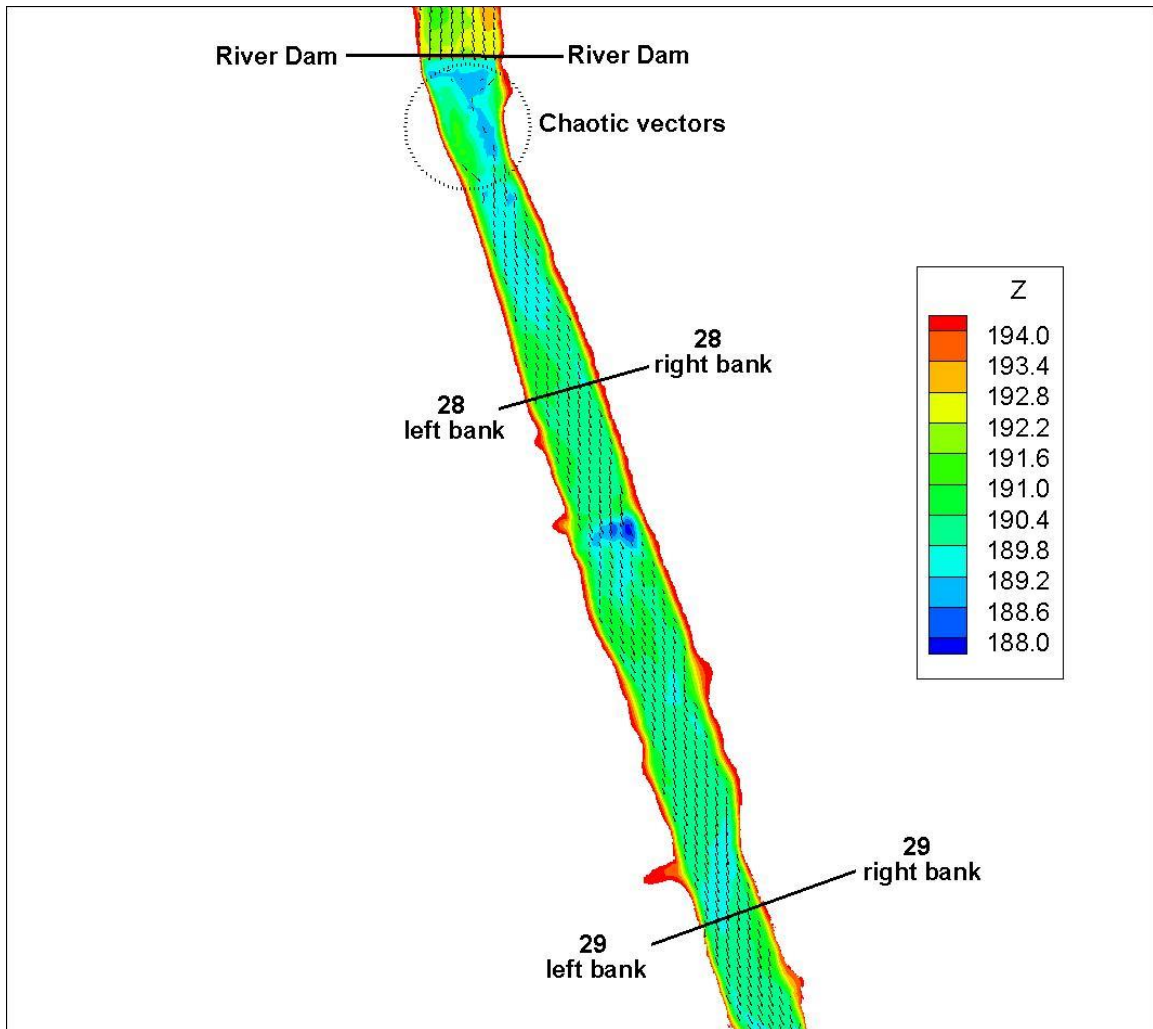 River Dam
River Dam
Chaotic vectors
28
right bank
28
left bank
Z
194.0
193.4
192.8
192.2
191.6
191.0
190.4
189.8
189.2
188.6
188.0
29
right bank
29
left bank